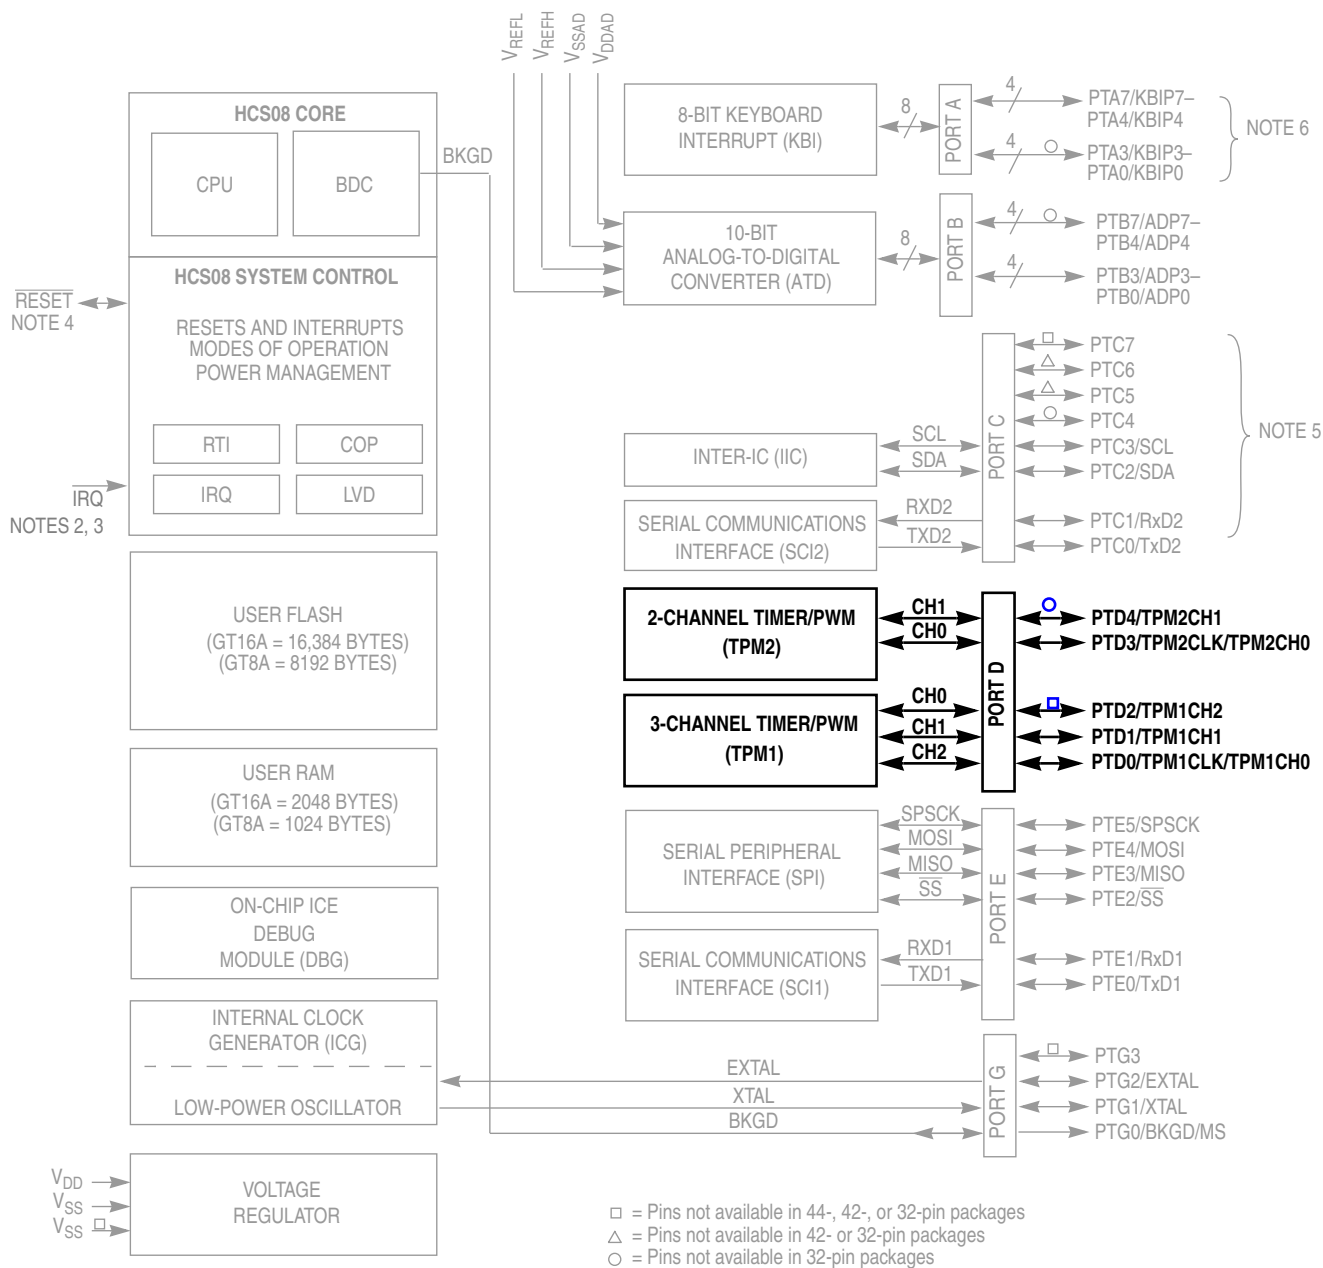 VREFL
VREFH
VSSAD
VDDAD
HCS08 CORE
CPU
BDC
BKGD
HCS08 SYSTEM CONTROL
RESETS AND INTERRUPTS
MODES OF OPERATION
POWER MANAGEMENT
RTI
COP
IRQ
LVD
RESET
NOTE 4
IRQ
NOTES 2, 3
USER FLASH
(GT16A = 16,384 BYTES)
(GT8A = 8192 BYTES)
USER RAM
(GT16A = 2048 BYTES)
(GT8A = 1024 BYTES)
ON-CHIP ICE
DEBUG
MODULE (DBG)
INTERNAL CLOCK
GENERATOR (ICG)
LOW-POWER OSCILLATOR
VDD
VSS
VSS
VOLTAGE
REGULATOR
8-BIT KEYBOARD
INTERRUPT (KBI)
8
PORT A
4
PTA7/KBIP7–
PTA4/KBIP4
4
PTA3/KBIP3–
PTA0/KBIP0
NOTE 6
10-BIT
ANALOG-TO-DIGITAL
CONVERTER (ATD)
8
PORT B
4
PTB7/ADP7–
PTB4/ADP4
4
PTB3/ADP3–
PTB0/ADP0
INTER-IC (IIC)
SCL
SDA
SERIAL COMMUNICATIONS
INTERFACE (SCI2)
RXD2
TXD2
PORT C
PTC7
PTC6
PTC5
PTC4
PTC3/SCL
PTC2/SDA
PTC1/RxD2
PTC0/TxD2
NOTE 5
2-CHANNEL TIMER/PWM
(TPM2)
CH1
CH0
3-CHANNEL TIMER/PWM
(TPM1)
CH0
CH1
CH2
PORT D
PTD4/TPM2CH1
PTD3/TPM2CLK/TPM2CH0
PTD2/TPM1CH2
PTD1/TPM1CH1
PTD0/TPM1CLK/TPM1CH0
SERIAL PERIPHERAL
INTERFACE (SPI)
SPSCK
MOSI
MISO
SS
SERIAL COMMUNICATIONS
INTERFACE (SCI1)
RXD1
TXD1
PORT E
PTE5/SPSCK
PTE4/MOSI
PTE3/MISO
PTE2/SS
PTE1/RxD1
PTE0/TxD1
EXTAL
XTAL
BKGD
PORT G
PTG3
PTG2/EXTAL
PTG1/XTAL
PTG0/BKGD/MS
□ = Pins not available in 44-, 42-, or 32-pin packages
△ = Pins not available in 42- or 32-pin packages
○ = Pins not available in 32-pin packages